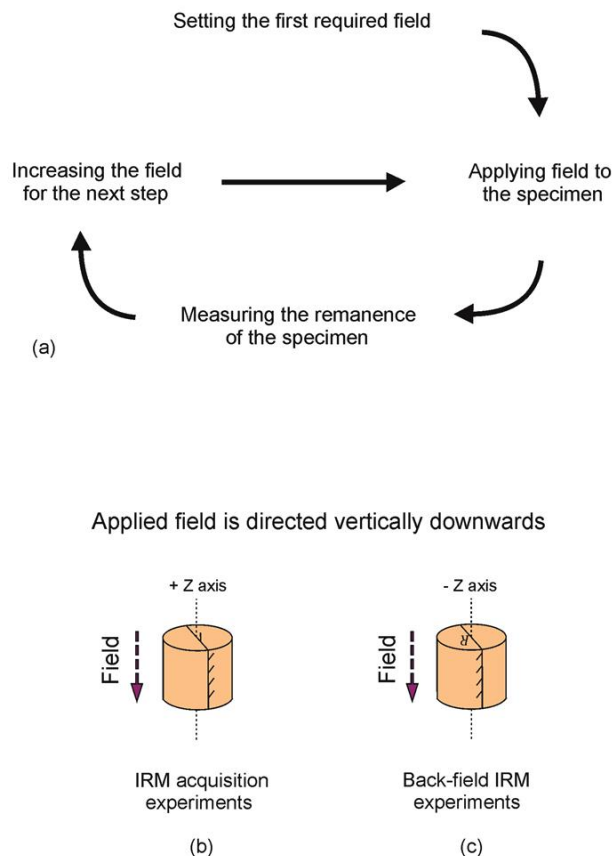 Setting the first required field
Increasing the field
for the next step
Applying field to
the specimen
Measuring the remanence
of the specimen
(a)
Applied field is directed vertically downwards
+ Z axis
Field
IRM acquisition
experiments
(b)
- Z axis
R
Field
Back-field IRM
experiments
(c)